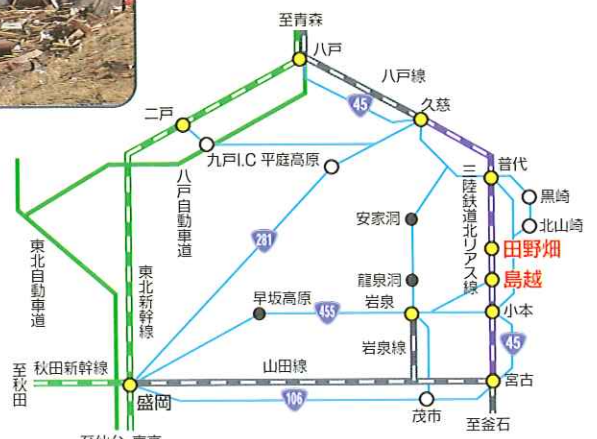 至青森
八戸
八戸線
45
久慈
二戸
九戸I.C
平庭高原
八戸自動車道
普代
三陸鉄道北リアス線
黒崎
北山崎
安家洞
281
東北自動車道
東北新幹線
田野畑
島越
龍泉洞
早坂高原
455
岩泉
小本
岩泉線
45
山田線
秋田新幹線
至秋田
盛岡
106
茂市
宮古
至釜石